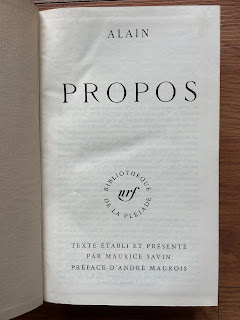 ALAIN
PROPOS
BIBLIOTHÈQUE
nrf
DE LA PLÉIADE
TEXTE ÉTABLI ET PRÉSENTÉ
PAR MAURICE SAVIN
PRÉFACE D'ANDRÉ MAUROIS